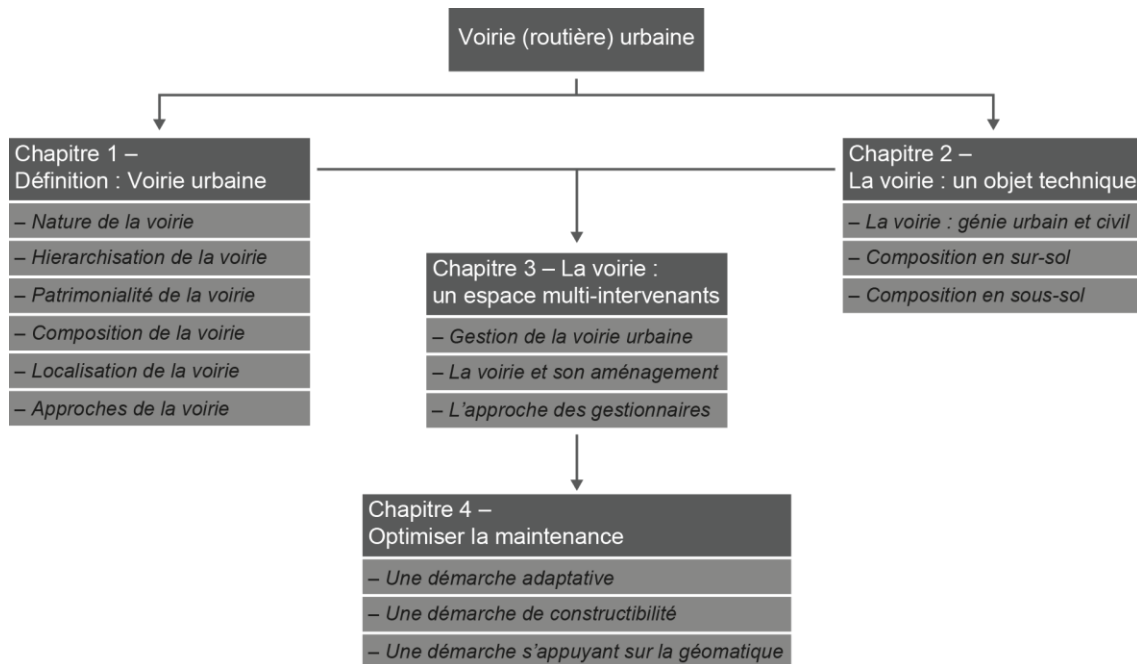 Voirie (routière) urbaine
Chapitre 1 –
Définition : Voirie urbaine
– Nature de la voirie
– Hierarchisation de la voirie
– Patrimonialité de la voirie
– Composition de la voirie
– Localisation de la voirie
– Approches de la voirie
Chapitre 2 –
La voirie : un objet technique
– La voirie : génie urbain et civil
– Composition en sur-sol
– Composition en sous-sol
Chapitre 3 – La voirie :
un espace multi-intervenants
– Gestion de la voirie urbaine
– La voirie et son aménagement
– L'approche des gestionnaires
Chapitre 4 –
Optimiser la maintenance
– Une démarche adaptative
– Une démarche de constructibilité
– Une démarche s'appuyant sur la géomatique